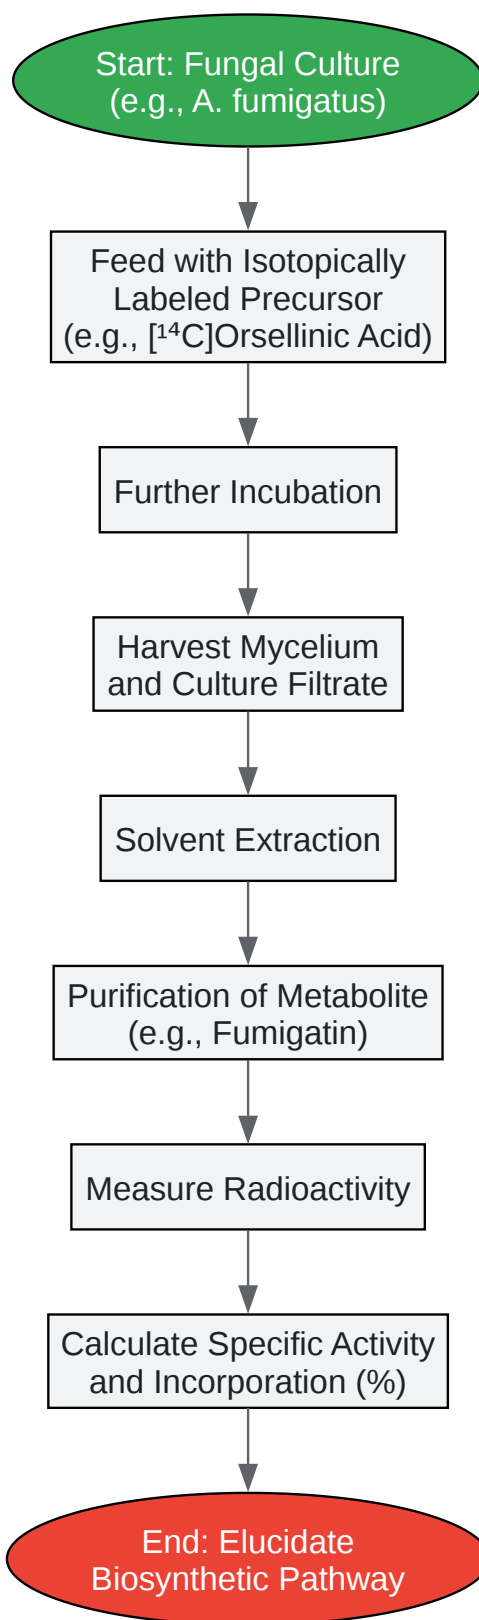 Start: Fungal Culture
(e.g., A. fumigatus)
Feed with Isotopically
Labeled Precursor
(e.g., [¹⁴C]Orsellinic Acid)
Further Incubation
Harvest Mycelium
and Culture Filtrate
Solvent Extraction
Purification of Metabolite
(e.g., Fumigatin)
Measure Radioactivity
Calculate Specific Activity
and Incorporation (%)
End: Elucidate
Biosynthetic Pathway